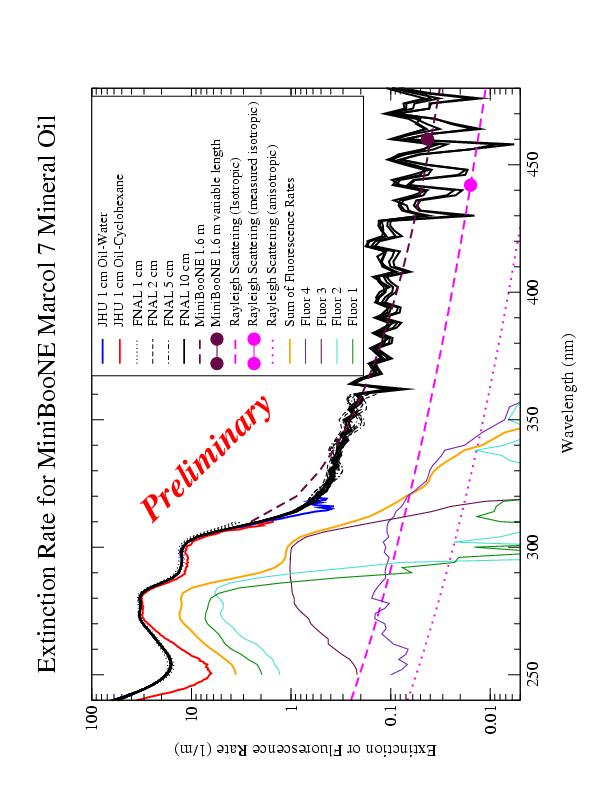 Extinction Rate for MiniBooNE Marcol 7 Mineral Oil
JHU 1 cm Oil-Water
JHU 1 cm Oil-Cyclohexane
FNAL 1 cm
FNAL 2 cm
FNAL 5 cm
FNAL 10 cm
MiniBooNE 1.6 m
MiniBooNE 1.6 m variable length
Rayleigh Scattering (Isotropic)
Rayleigh Scattering (measured isotropic)
Rayleigh Scattering (anisotropic)
Sum of Fluorescence Rates
Fluor 4
Fluor 3
Fluor 2
Fluor 1
Preliminary
Extinction or Fluorescence Rate (1/m)
100
10
1
0.1
0.01
250
300
350
400
450
Wavelength (nm)